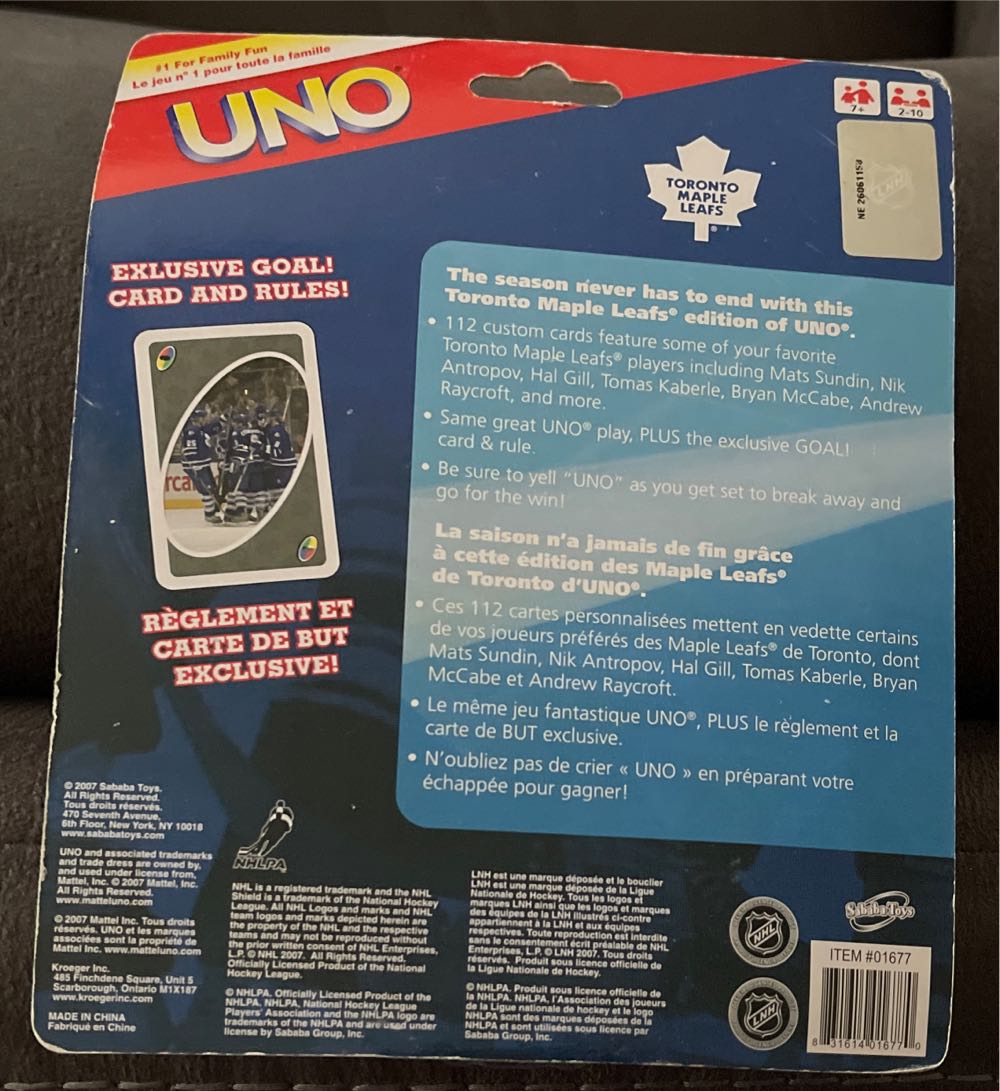 #1 For Family Fun
Le jeu n° 1 pour toute la famille
UNO
7+
2-10
TORONTO
MAPLE
LEAFS
®
NE 26061153
LNH
EXLUSIVE GOAL!
CARD AND RULES!
RÈGLEMENT ET
CARTE DE BUT
EXCLUSIVE!
The season never has to end with this
Toronto Maple Leafs® edition of UNO®.
• 112 custom cards feature some of your favorite
Toronto Maple Leafs® players including Mats Sundin, Nik
Antropov, Hal Gill, Tomas Kaberle, Bryan McCabe, Andrew
Raycroft, and more.
• Same great UNO® play, PLUS the exclusive GOAL!
card & rule.
• Be sure to yell "UNO" as you get set to break away and
go for the win!
La saison n'a jamais de fin grâce
à cette édition des Maple Leafs®
de Toronto d'UNO®.
• Ces 112 cartes personnalisées mettent en vedette certains
de vos joueurs préférés des Maple Leafs® de Toronto, dont
Mats Sundin, Nik Antropov, Hal Gill, Tomas Kaberle, Bryan
McCabe et Andrew Raycroft.
• Le même jeu fantastique UNO®, PLUS le règlement et la
carte de BUT exclusive.
• N'oubliez pas de crier « UNO » en préparant votre
échappée pour gagner!
© 2007 Sababa Toys.
All Rights Reserved.
Tous droits réservés.
470 Seventh Avenue,
6th Floor, New York, NY 10018
www.sababatoys.com
UNO and associated trademarks
and trade dress are owned by,
and used under license from,
Mattel, Inc. © 2007 Mattel, Inc.
All Rights Reserved.
www.matteluno.com
© 2007 Mattel Inc. Tous droits
réservés. UNO et les marques
associées sont la propriété de
Mattel Inc. www.matteluno.com
Kroeger Inc.
485 Finchdene Square, Unit 5
Scarborough, Ontario M1X1B7
www.kroegerinc.com
MADE IN CHINA
Fabriqué en Chine
NHLPA
NHL is a registered trademark and the NHL
Shield is a trademark of the National Hockey
League. All NHL Logos and marks and NHL
team logos and marks depicted herein are
the property of the NHL and the respective
teams and may not be reproduced without
the prior written consent of NHL Enterprises,
L.P. © NHL 2007. All Rights Reserved.
Officially Licensed Product of the National
Hockey League.
© NHLPA. Officially Licensed Product of the
NHLPA. NHLPA, National Hockey League
Players' Association and the NHLPA logo are
trademarks of the NHLPA and are used under
license by Sababa Group, Inc.
LNH est une marque déposée et le bouclier
LNH est une marque déposée de la Ligue
Nationale de Hockey. Tous les logos et
marques LNH ainsi que les logos et marques
des équipes de la LNH illustrés ci-contre
appartiennent à la LNH et aux équipes
respectives. Toute reproduction est interdite
sans le consentement écrit préalable de NHL
Enterprises, L.P. © LNH 2007. Tous droits
réservés. Produit sous licence officielle de
la Ligue Nationale de Hockey.
© NHLPA. Produit sous licence officielle de
la NHLPA. NHLPA, l'Association des joueurs
de la Ligue nationale de hockey et le logo
NHLPA sont des marques déposées de la
NHLPA et sont utilisées sous licence par
Sababa Group, Inc.
NHL
LNH
Sababa Toys
ITEM #01677
8 31614 01677 0